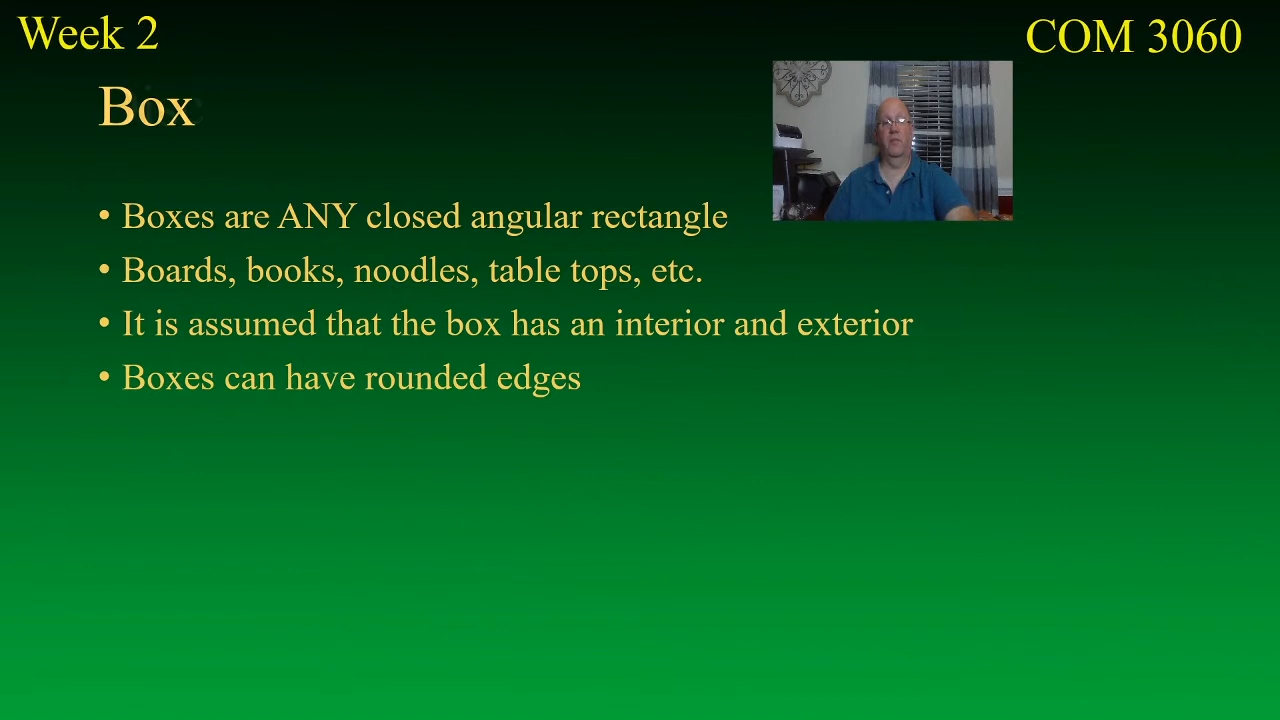 Week 2
COM 3060
Box
• Boxes are ANY closed angular rectangle
• Boards, books, noodles, table tops, etc.
• It is assumed that the box has an interior and exterior
• Boxes can have rounded edges